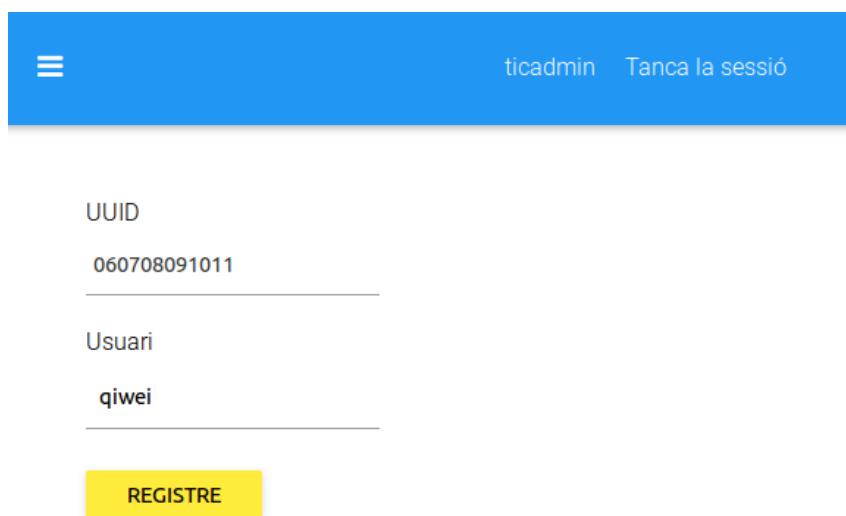 ticadmin Tanca la sessió
UUID
060708091011
Usuari
qiwei
REGISTRE